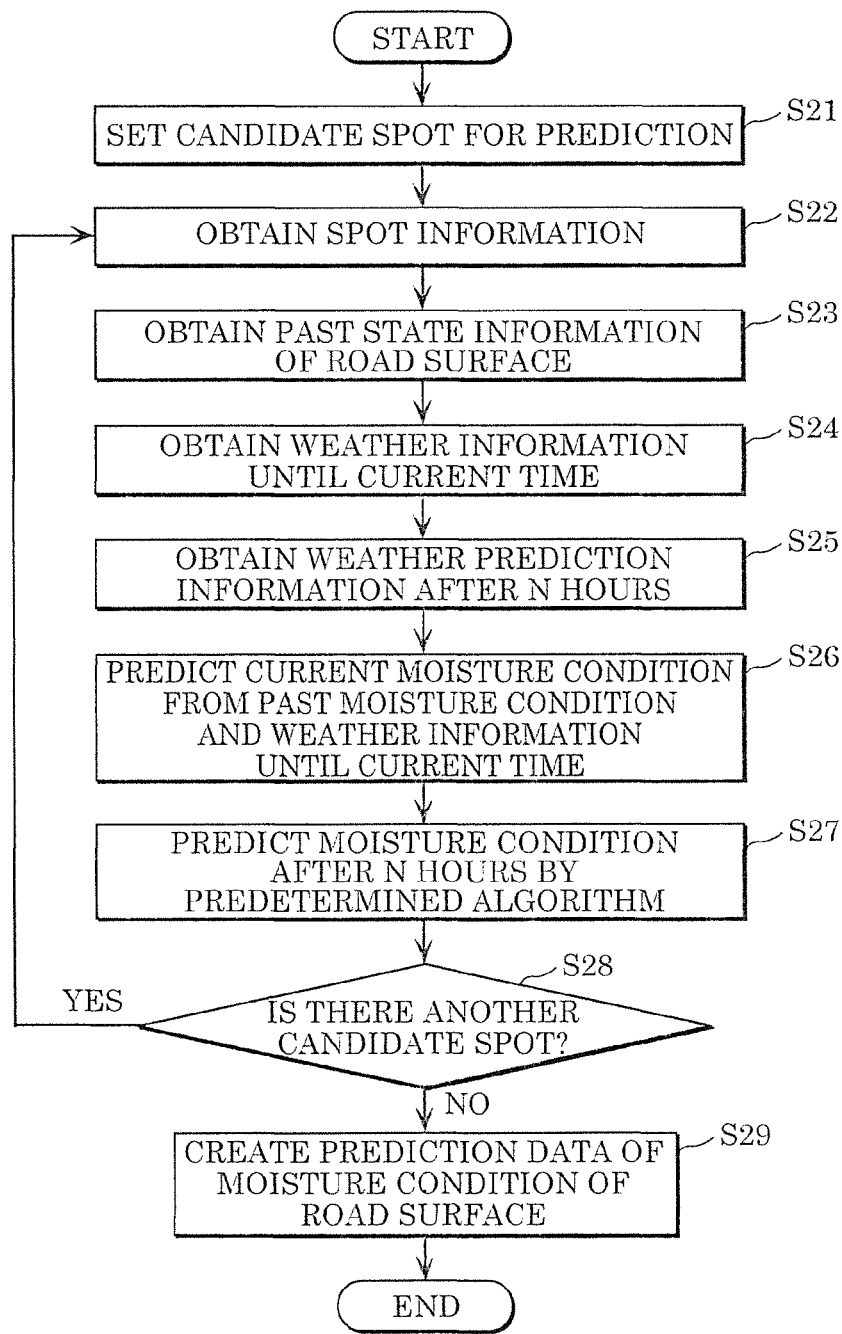 START
SET CANDIDATE SPOT FOR PREDICTION
S21
OBTAIN SPOT INFORMATION
S22
OBTAIN PAST STATE INFORMATION
OF ROAD SURFACE
S23
OBTAIN WEATHER INFORMATION
UNTIL CURRENT TIME
S24
OBTAIN WEATHER PREDICTION
INFORMATION AFTER N HOURS
S25
PREDICT CURRENT MOISTURE CONDITION
FROM PAST MOISTURE CONDITION
AND WEATHER INFORMATION
UNTIL CURRENT TIME
S26
PREDICT MOISTURE CONDITION
AFTER N HOURS BY
PREDETERMINED ALGORITHM
S27
S28
YES
IS THERE ANOTHER
CANDIDATE SPOT?
NO
CREATE PREDICTION DATA OF
MOISTURE CONDITION OF
ROAD SURFACE
S29
END